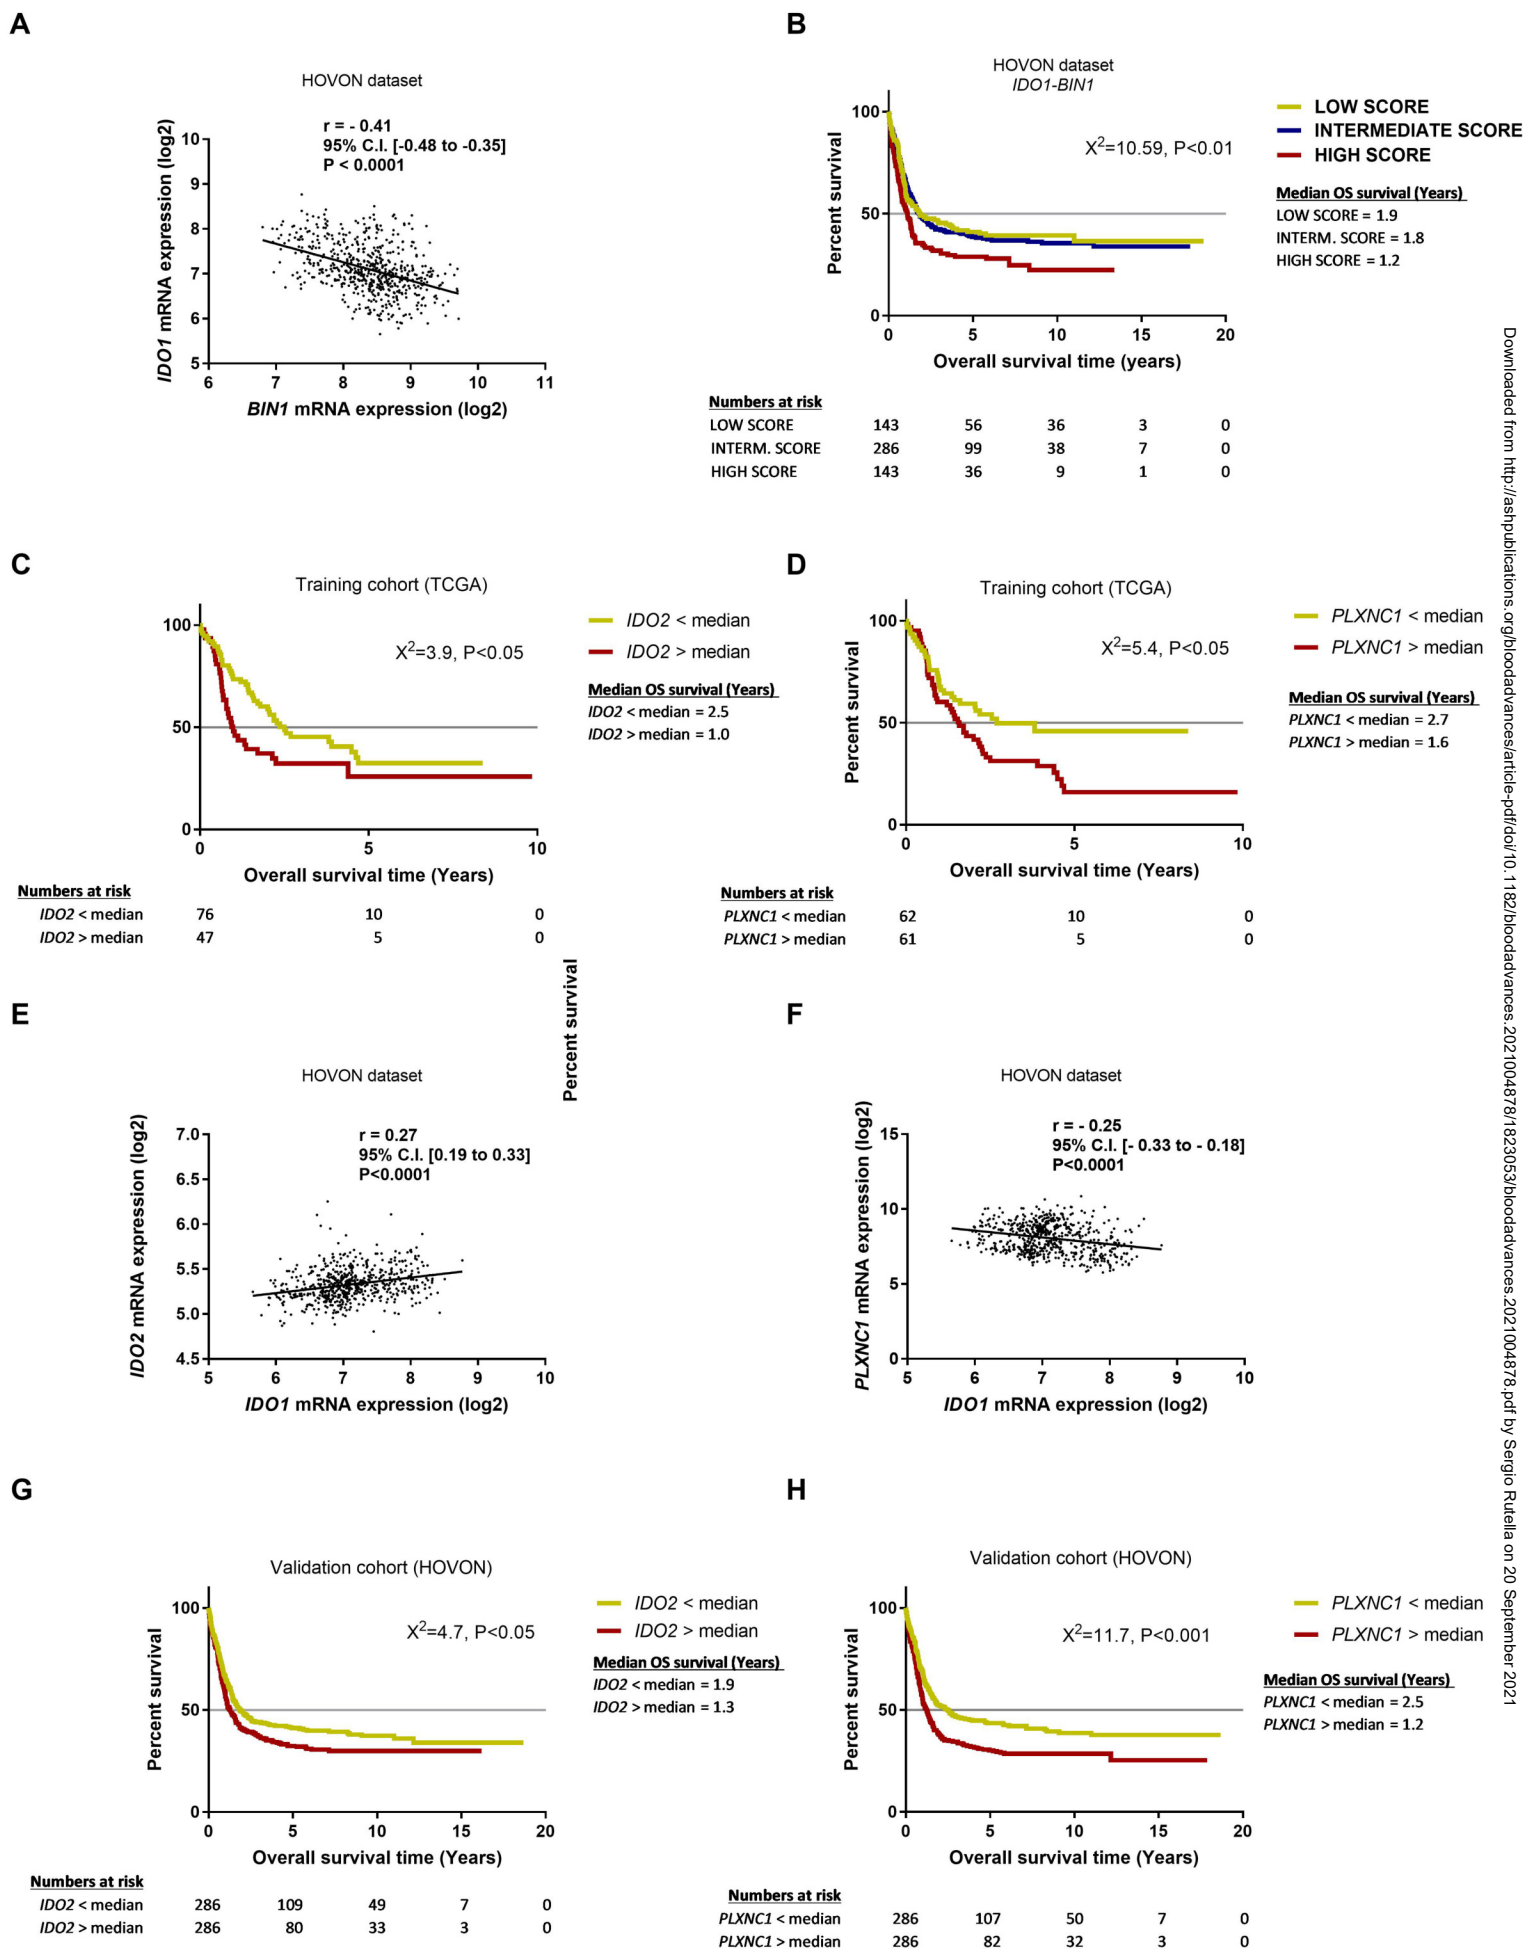 A
HOVON dataset
r = - 0.41
95% C.I. [-0.48 to -0.35]
P < 0.0001
IDO1 mRNA expression (log2)
10
9
8
7
6
5
6 7 8 9 10 11
BIN1 mRNA expression (log2)
B
HOVON dataset
IDO1-BIN1
X2=10.59, P<0.01
Percent survival
100
50
0
0 5 10 15 20
Overall survival time (years)
LOW SCORE
INTERMEDIATE SCORE
HIGH SCORE
Median OS survival (Years)
LOW SCORE = 1.9
INTERM. SCORE = 1.8
HIGH SCORE = 1.2
Numbers at risk
LOW SCORE 143 56 36 3 0
INTERM. SCORE 286 99 38 7 0
HIGH SCORE 143 36 9 1 0
C
Training cohort (TCGA)
X2=3.9, P<0.05
100
50
0
0 5 10
Overall survival time (Years)
IDO2 < median
IDO2 > median
Median OS survival (Years)
IDO2 < median = 2.5
IDO2 > median = 1.0
Numbers at risk
IDO2 < median 76 10 0
IDO2 > median 47 5 0
Percent survival
D
Training cohort (TCGA)
X2=5.4, P<0.05
Percent survival
100
50
0
5 5 10
Overall survival time (Years)
PLXNC1 < median
PLXNC1 > median
Median OS survival (Years)
PLXNC1 < median = 2.7
PLXNC1 > median = 1.6
Numbers at risk
PLXNC1 < median 62 10 0
PLXNC1 > median 61 5 0
E
HOVON dataset
r = 0.27
95% C.I. [0.19 to 0.33]
P<0.0001
IDO2 mRNA expression (log2)
7.0
6.5
6.0
5.5
5.0
4.5
5 6 7 8 9 10
IDO1 mRNA expression (log2)
F
HOVON dataset
r = - 0.25
95% C.I. [- 0.33 to - 0.18]
P<0.0001
PLXNC1 mRNA expression (log2)
15
10
5
0
5 6 7 8 9 10
IDO1 mRNA expression (log2)
G
Validation cohort (HOVON)
X2=4.7, P<0.05
Percent survival
100
50
0
0 5 10 15 20
Overall survival time (Years)
IDO2 < median
IDO2 > median
Median OS survival (Years)
IDO2 < median = 1.9
IDO2 > median = 1.3
Numbers at risk
IDO2 < median 286 109 49 7 0
IDO2 > median 286 80 33 3 0
H
Validation cohort (HOVON)
X2=11.7, P<0.001
Percent survival
100
50
0
0 5 10 15 20
Overall survival time (Years)
PLXNC1 < median
PLXNC1 > median
Median OS survival (Years)
PLXNC1 < median = 2.5
PLXNC1 > median = 1.2
Numbers at risk
PLXNC1 < median 286 107 50 7 0
PLXNC1 > median 286 82 32 3 0
Downloaded from http://ashpublications.org/bloodadvances/article-pdf/doi/10.1182/bloodadvances.2021004878/1823053/bloodadvances.2021004878.pdf by Sergio Rutella on 20 September 2021